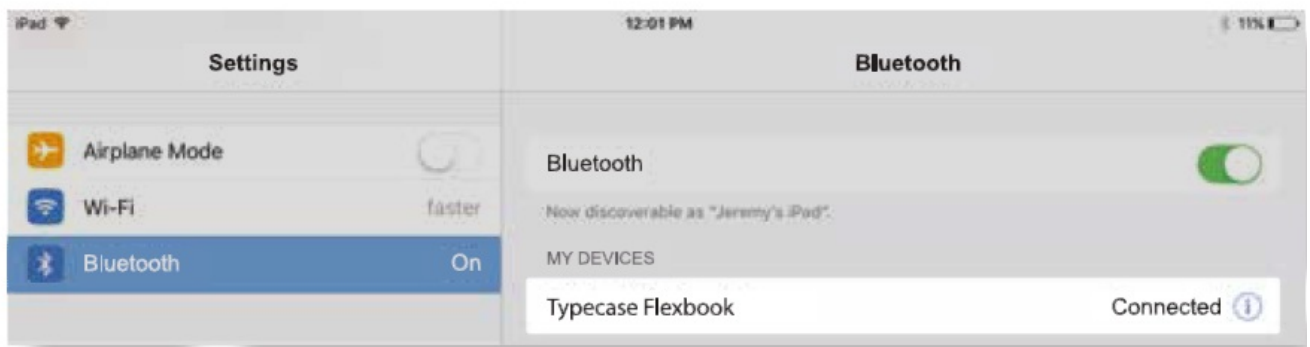 iPad 12:01 PM 11%
Settings Bluetooth
Airplane Mode
Wi-Fi faster
Bluetooth On
Bluetooth
Now discoverable as "Jeremy's iPad".
MY DEVICES
Typecase Flexbook Connected